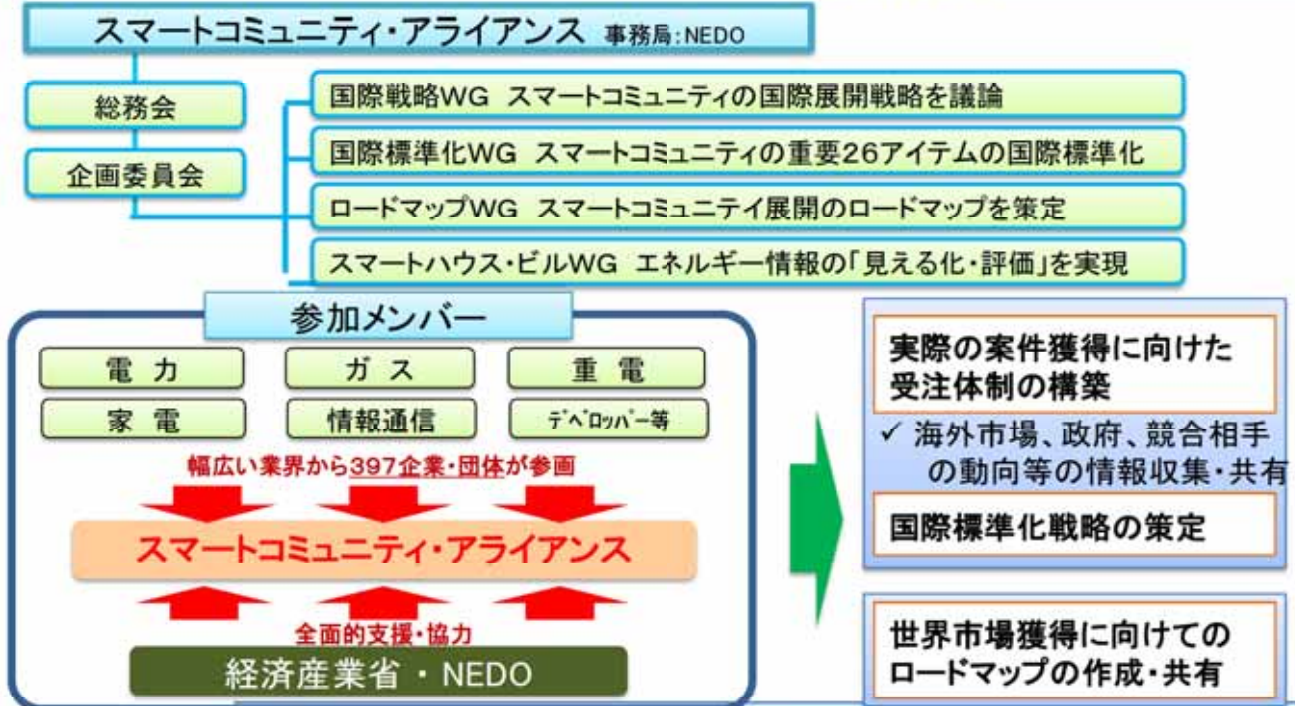 スマートコミュニティ・アライアンス 事務局:NEDO
総務会
企画委員会
国際戦略WG スマートコミュニティの国際展開戦略を議論
国際標準化WG スマートコミュニティの重要26アイテムの国際標準化
ロードマップWG スマートコミュニテイ展開のロードマップを策定
スマートハウス・ビルWG エネルギー情報の「見える化・評価」を実現
参加メンバー
電 力
ガ ス
重 電
家 電
情報通信
ﾃﾞﾍﾞﾛｯﾊﾟｰ等
幅広い業界から397企業・団体が参画
スマートコミュニティ・アライアンス
全面的支援・協力
経済産業省 ・ NEDO
実際の案件獲得に向けた
受注体制の構築
✓ 海外市場、政府、競合相手
の動向等の情報収集・共有
国際標準化戦略の策定
世界市場獲得に向けての
ロードマップの作成・共有